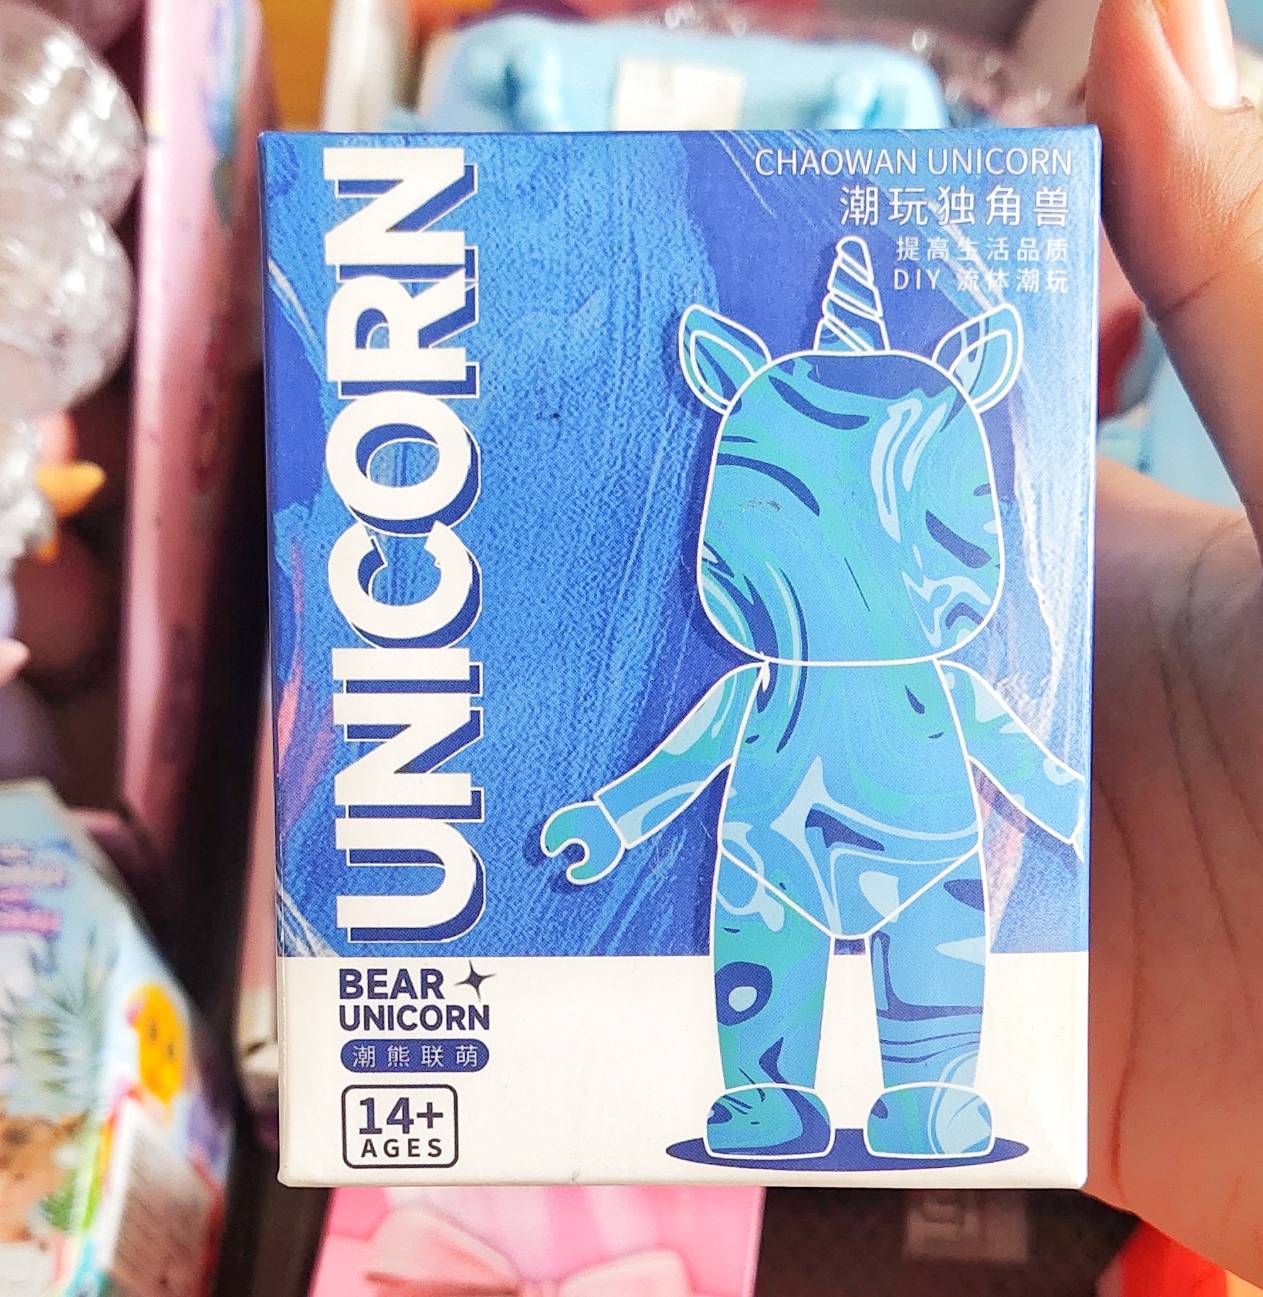 UNICORN
CHAOWAN UNICORN
潮玩独角兽
提高生活品质
DIY 流体潮玩
BEAR
UNICORN
潮熊联萌
14+
AGES